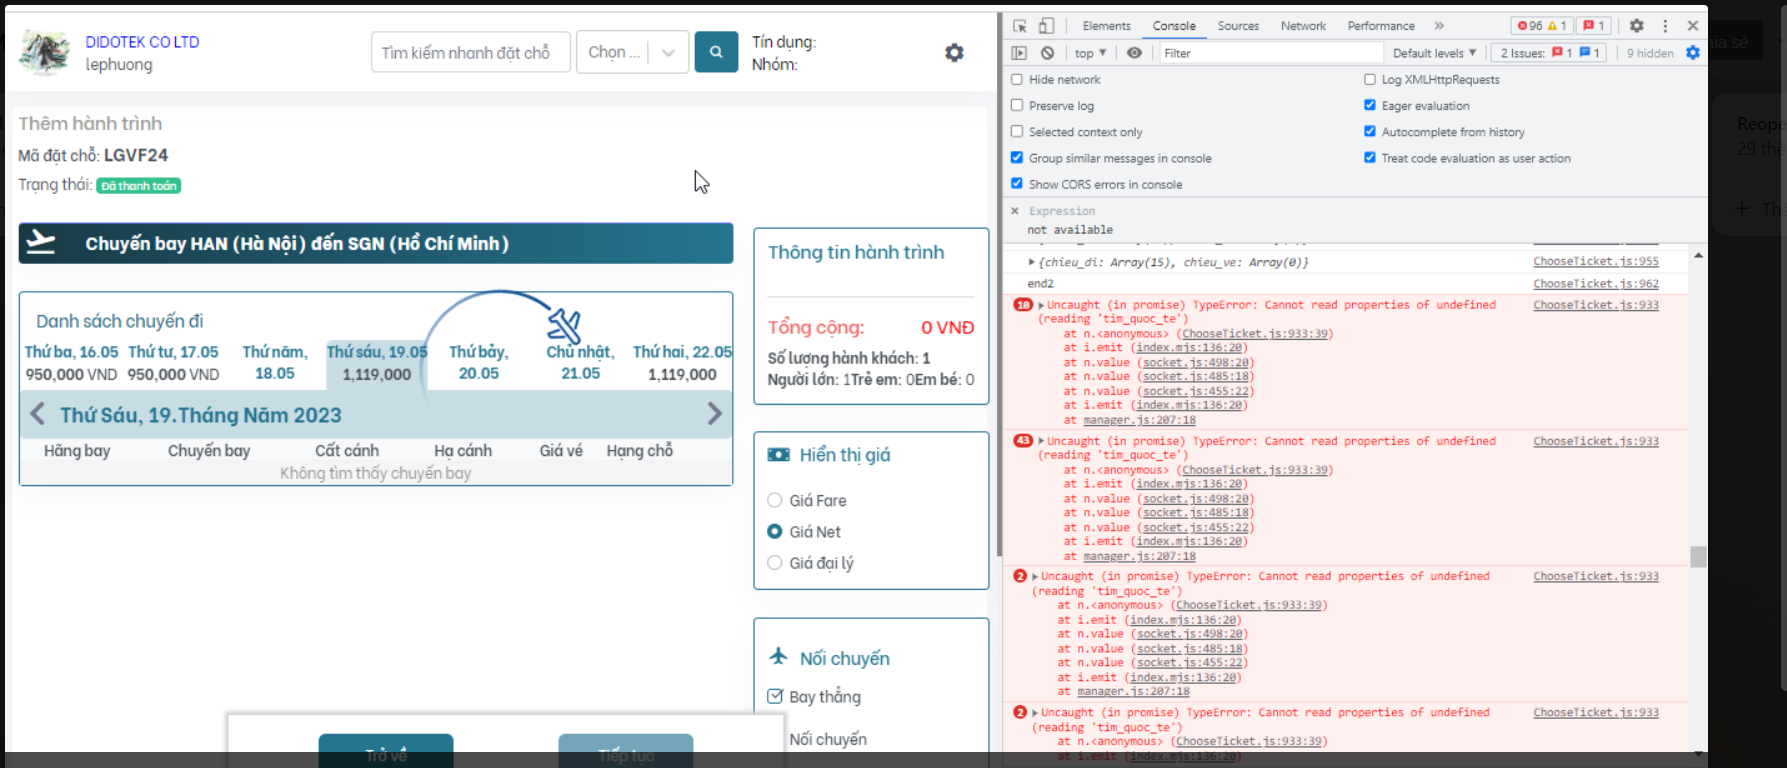 DIDOTEK CO LTD
lephuong
Tìm kiếm nhanh đặt chỗ
Chọn ...
Tín dụng:
Nhóm:
Thêm hành trình
Mã đặt chỗ: LGVF24
Trạng thái: Đã thanh toán
Chuyến bay HAN (Hà Nội) đến SGN (Hồ Chí Minh)
Danh sách chuyến đi
Thứ ba, 16.05
950,000 VND
Thứ tư, 17.05
950,000 VND
Thứ năm,
18.05
Thứ sáu, 19.05
1,119,000
Thứ bảy,
20.05
Chủ nhật,
21.05
Thứ hai, 22.05
1,119,000
Thứ Sáu, 19.Tháng Năm 2023
Hãng bay Chuyến bay Cất cánh Hạ cánh Giá vé Hạng chỗ
Không tìm thấy chuyến bay
Thông tin hành trình
Tổng cộng: 0 VNĐ
Số lượng hành khách: 1
Người lớn: 1Trẻ em: 0Em bé: 0
Hiển thị giá
Giá Fare
Giá Net
Giá đại lý
Nối chuyến
Bay thẳng
Nối chuyến
Trở về
Tiếp tục
Elements Console Sources Network Performance » 96 1 1
top ▼ Filter Default levels ▼ 2 Issues: 1 1 9 hidden
Hide network
Log XMLHttpRequests
Preserve log
Eager evaluation
Selected context only
Autocomplete from history
Group similar messages in console
Treat code evaluation as user action
Show CORS errors in console
Expression
not available
{chieu_di: Array(15), chieu_ve: Array(0)} ChooseTicket.js:955
end2 ChooseTicket.js:962
10 Uncaught (in promise) TypeError: Cannot read properties of undefined ChooseTicket.js:933
(reading 'tim_quoc_te')
at n.<anonymous> (ChooseTicket.js:933:39)
at i.emit (index.mjs:136:20)
at n.value (socket.js:498:20)
at n.value (socket.js:485:18)
at n.value (socket.js:455:22)
at i.emit (index.mjs:136:20)
at manager.js:207:18
43 Uncaught (in promise) TypeError: Cannot read properties of undefined ChooseTicket.js:933
(reading 'tim_quoc_te')
at n.<anonymous> (ChooseTicket.js:933:39)
at i.emit (index.mjs:136:20)
at n.value (socket.js:498:20)
at n.value (socket.js:485:18)
at n.value (socket.js:455:22)
at i.emit (index.mjs:136:20)
at manager.js:207:18
2 Uncaught (in promise) TypeError: Cannot read properties of undefined ChooseTicket.js:933
(reading 'tim_quoc_te')
at n.<anonymous> (ChooseTicket.js:933:39)
at i.emit (index.mjs:136:20)
at n.value (socket.js:498:20)
at n.value (socket.js:485:18)
at n.value (socket.js:455:22)
at i.emit (index.mjs:136:20)
at manager.js:207:18
2 Uncaught (in promise) TypeError: Cannot read properties of undefined ChooseTicket.js:933
(reading 'tim_quoc_te')
at n.<anonymous> (ChooseTicket.js:933:39)
at i.emit (index.mjs:136:20)
sẻ
Reope
29 th
+ Th